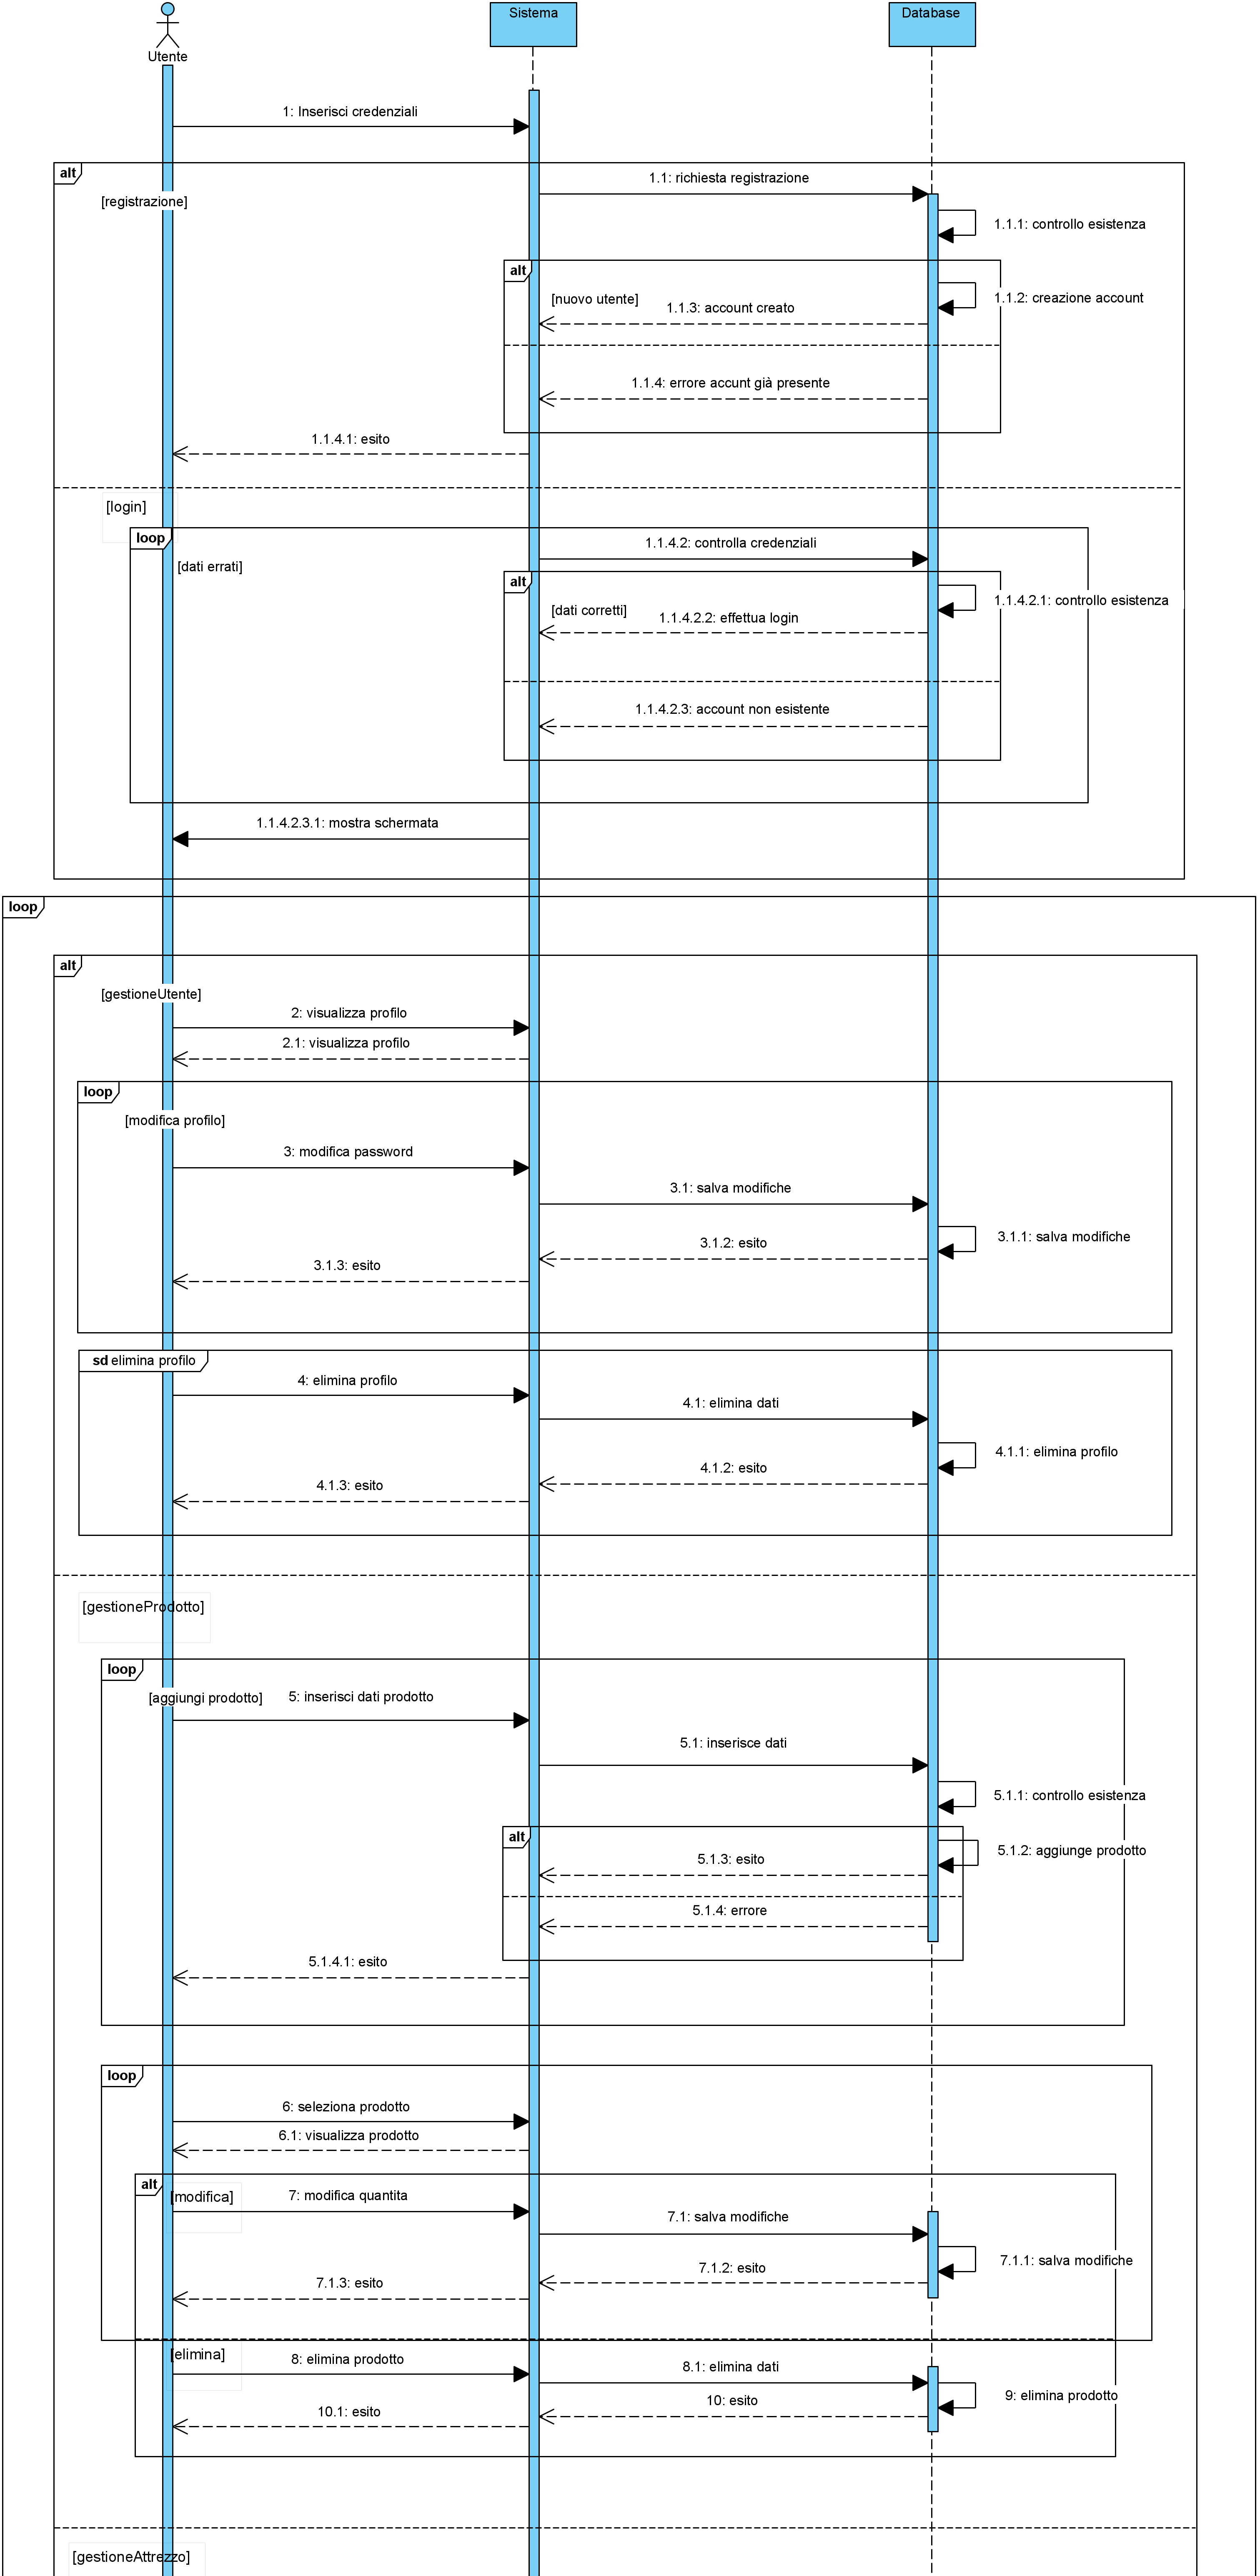 Utente
Sistema
Database
1: Inserisci credenziali
alt
1.1: richiesta registrazione
[registrazione]
1.1.1: controllo esistenza
alt
[nuovo utente]
1.1.2: creazione account
1.1.3: account creato
1.1.4: errore accunt già presente
1.1.4.1: esito
[login]
loop
1.1.4.2: controlla credenziali
[dati errati]
alt
1.1.4.2.1: controllo esistenza
[dati corretti]
1.1.4.2.2: effettua login
1.1.4.2.3: account non esistente
1.1.4.2.3.1: mostra schermata
loop
alt
[gestioneUtente]
2: visualizza profilo
2.1: visualizza profilo
loop
[modifica profilo]
3: modifica password
3.1: salva modifiche
3.1.1: salva modifiche
3.1.2: esito
3.1.3: esito
sd elimina profilo
4: elimina profilo
4.1: elimina dati
4.1.1: elimina profilo
4.1.2: esito
4.1.3: esito
[gestioneProdotto]
loop
[aggiungi prodotto]
5: inserisci dati prodotto
5.1: inserisce dati
5.1.1: controllo esistenza
alt
5.1.2: aggiunge prodotto
5.1.3: esito
5.1.4: errore
5.1.4.1: esito
loop
6: seleziona prodotto
6.1: visualizza prodotto
alt
[modifica]
7: modifica quantita
7.1: salva modifiche
7.1.1: salva modifiche
7.1.2: esito
7.1.3: esito
[elimina]
8: elimina prodotto
8.1: elimina dati
9: elimina prodotto
10: esito
10.1: esito
[gestioneAttrezzo]